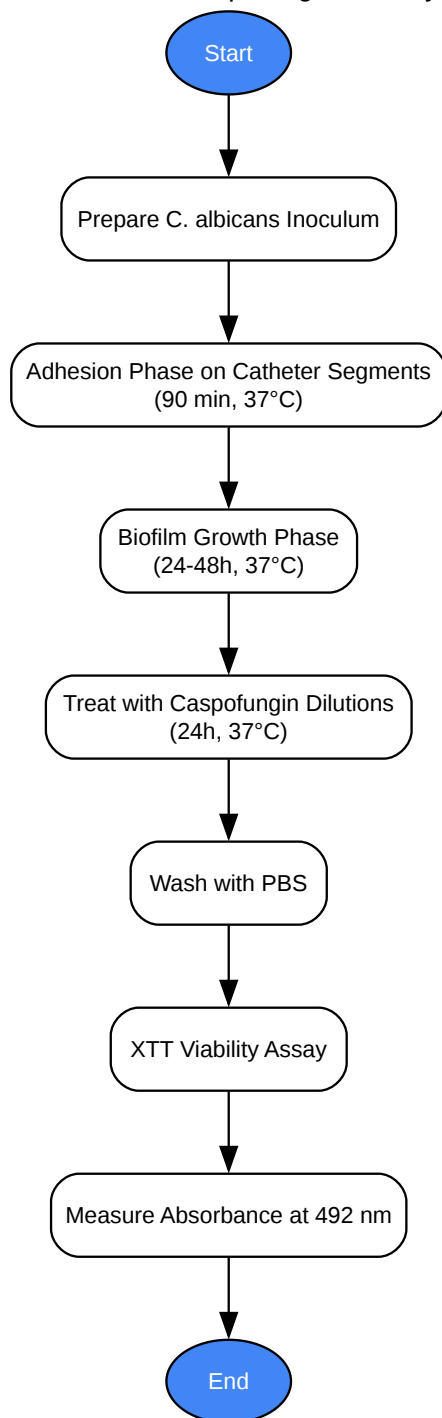 Start
Prepare C. albicans Inoculum
Adhesion Phase on Catheter Segments
(90 min, 37°C)
Biofilm Growth Phase
(24-48h, 37°C)
Treat with Caspofungin Dilutions
(24h, 37°C)
Wash with PBS
XTT Viability Assay
Measure Absorbance at 492 nm
End